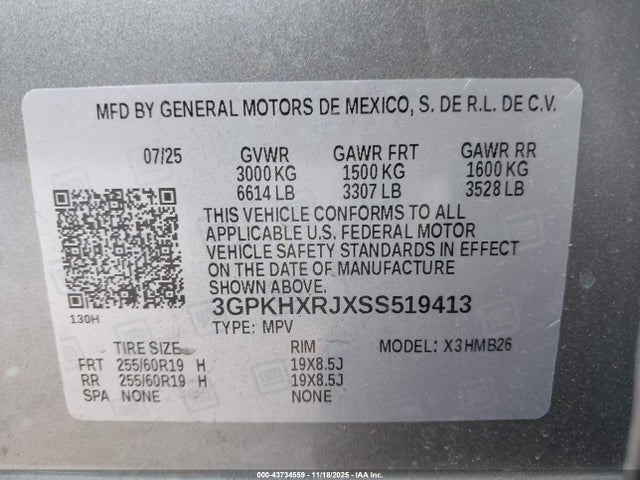 MFD BY GENERAL MOTORS DE MEXICO, S. DE R.L. DE C.V.
07/25 GVWR GAWR FRT GAWR RR
3000 KG 1500 KG 1600 KG
6614 LB 3307 LB 3528 LB
THIS VEHICLE CONFORMS TO ALL
APPLICABLE U.S. FEDERAL MOTOR
VEHICLE SAFETY STANDARDS IN EFFECT
ON THE DATE OF MANUFACTURE
SHOWN ABOVE.
3GPKHXRJXSS519413
130H
TYPE: MPV
TIRE SIZE RIM MODEL: X3HMB26
FRT 255/60R19 H 19X8.5J
RR 255/60R19 H 19X8.5J
SPA NONE NONE
000-43734559 | 11/18/2025 | IAA Inc.